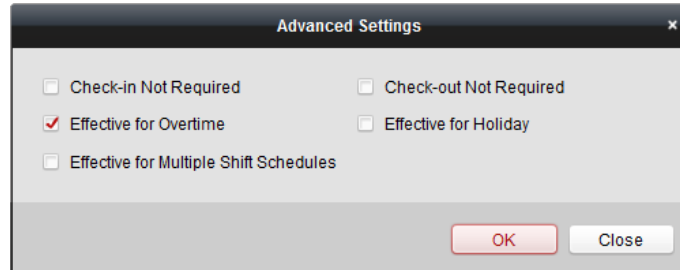 Advanced Settings ×
Check-in Not Required Check-out Not Required
Effective for Overtime Effective for Holiday
Effective for Multiple Shift Schedules
OK Close